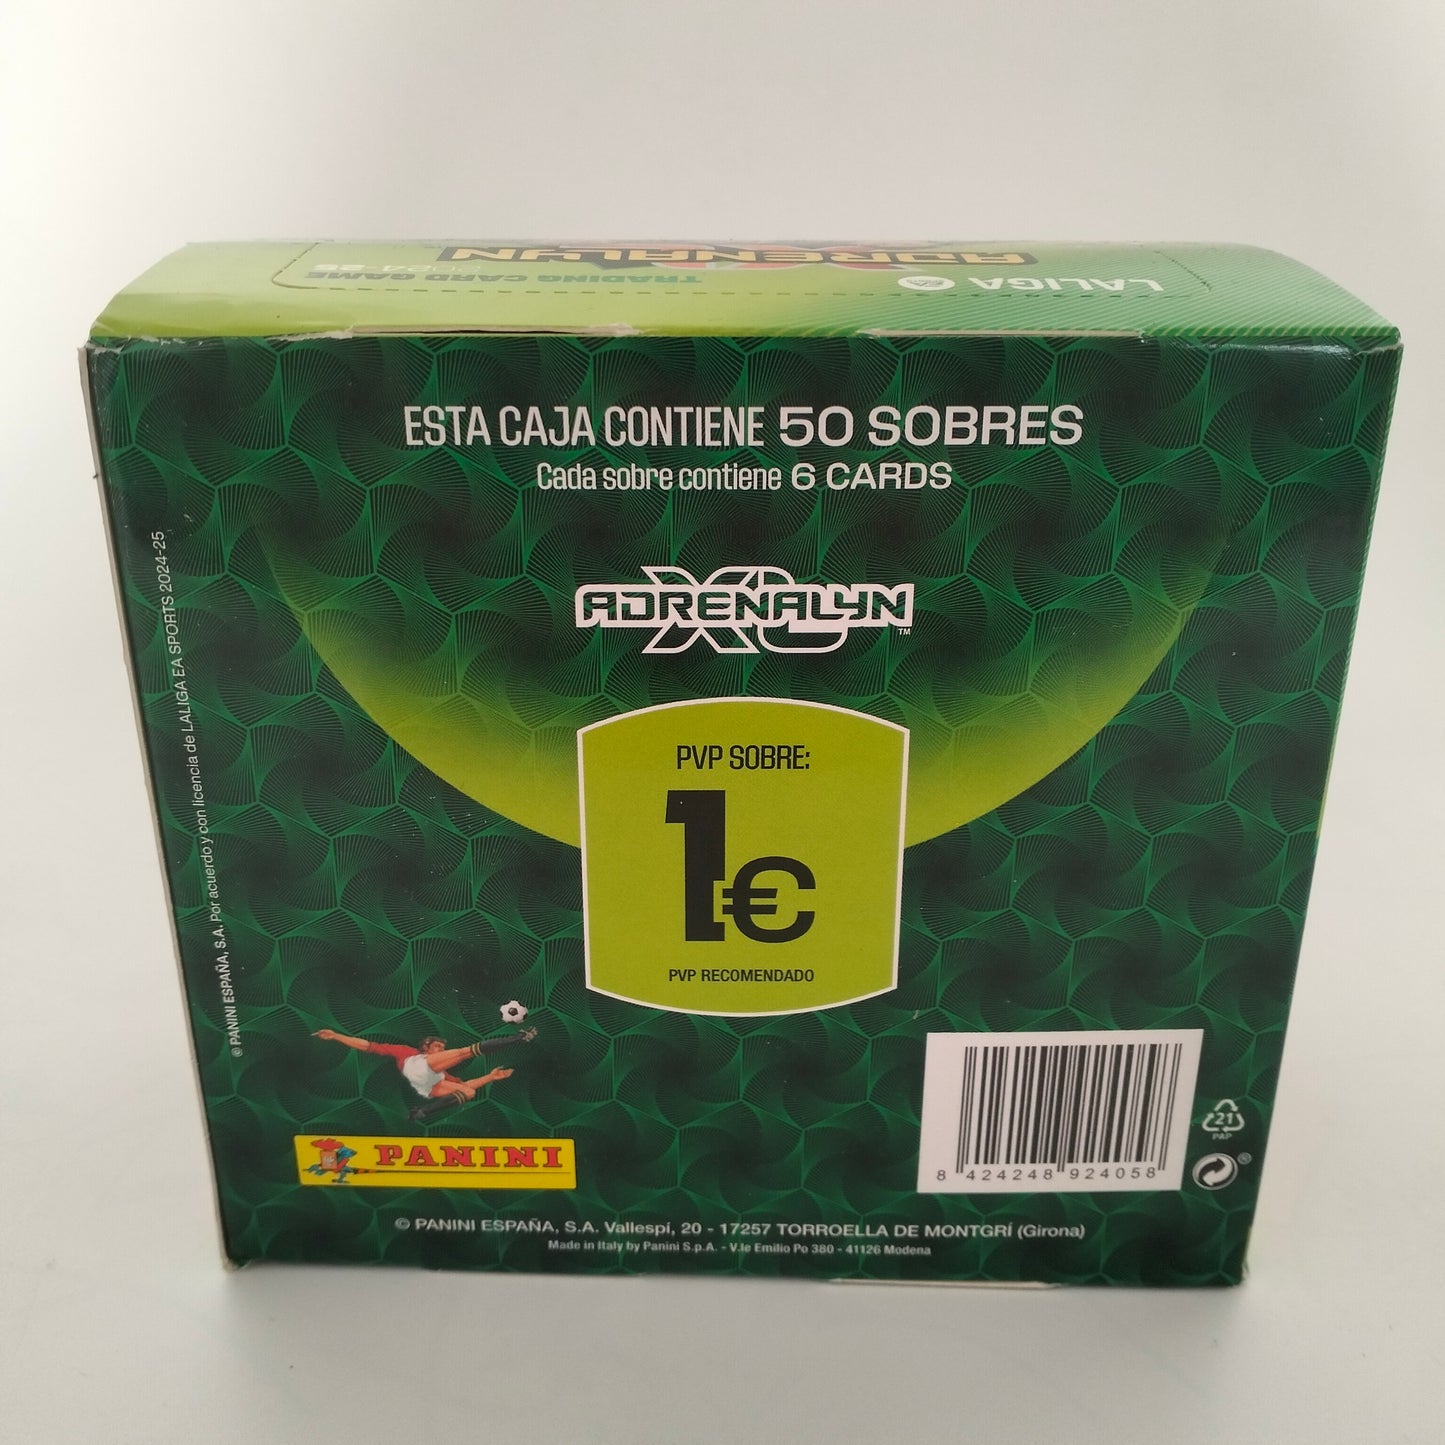 LALIGA
ADRENALYN
TRADING CARD GAME
2024-25
ESTA CAJA CONTIENE 50 SOBRES
Cada sobre contiene 6 CARDS
ADRENALYN XL™
PVP SOBRE:
1€
PVP RECOMENDADO
© PANINI ESPAÑA, S.A. Por acuerdo y con licencia de LALIGA EA SPORTS 2024-25
PANINI
8 424248 924058
21
PAP
© PANINI ESPAÑA, S.A. Vallespí, 20 - 17257 TORROELLA DE MONTGRÍ (Girona)
Made in Italy by Panini S.p.A. - V.le Emilio Po 380 - 41126 Modena